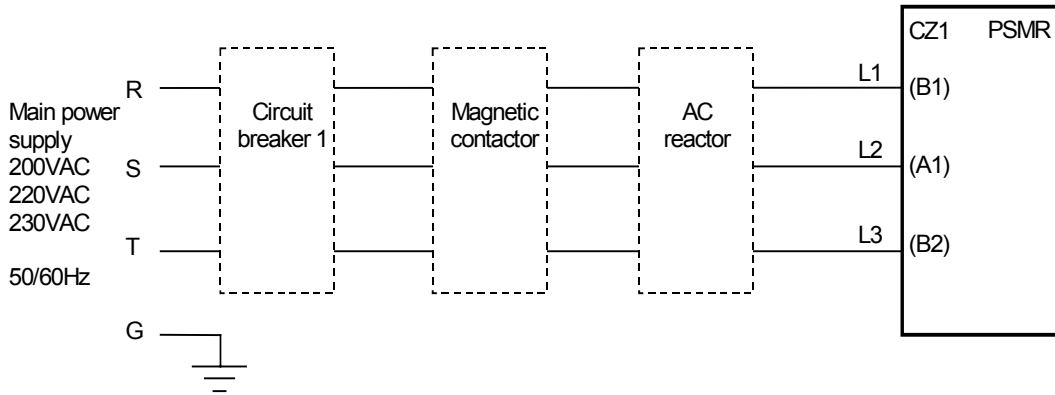 CZ1 PSMR
R
L1
(B1)
Main power
supply
200VAC
220VAC
230VAC
50/60Hz
Circuit
breaker 1
Magnetic
contactor
AC
reactor
S
L2
(A1)
T
L3
(B2)
G